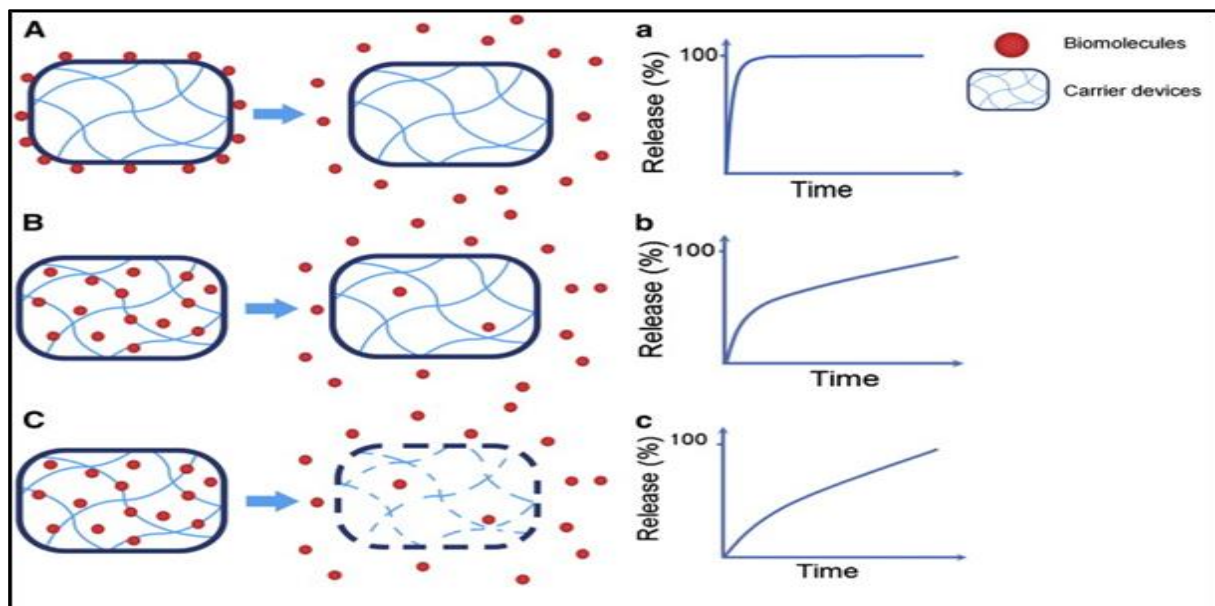 A
a
100
Release (%)
Time
Biomolecules
Carrier devices
B
b
100
Release (%)
Time
C
c
100
Release (%)
Time